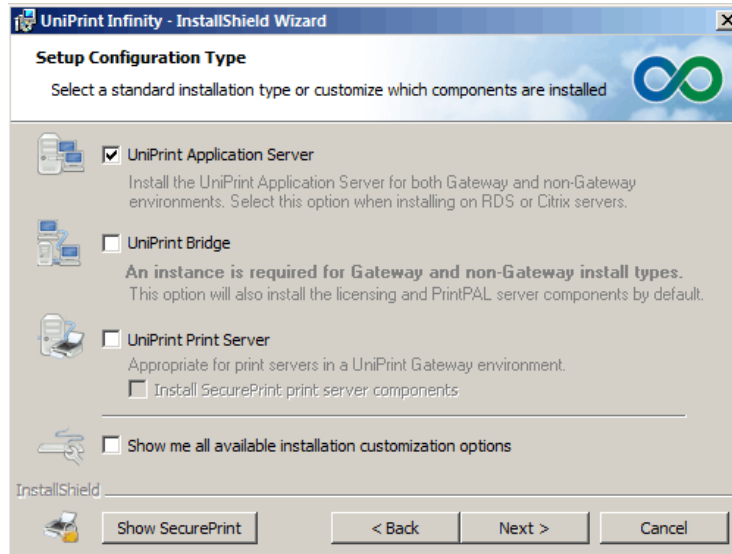 UniPrint Infinity - InstallShield Wizard
Setup Configuration Type
Select a standard installation type or customize which components are installed
UniPrint Application Server
Install the UniPrint Application Server for both Gateway and non-Gateway
environments. Select this option when installing on RDS or Citrix servers.
UniPrint Bridge
An instance is required for Gateway and non-Gateway install types.
This option will also install the licensing and PrintPAL server components by default.
UniPrint Print Server
Appropriate for print servers in a UniPrint Gateway environment.
Install SecurePrint print server components
Show me all available installation customization options
InstallShield
Show SecurePrint
< Back
Next >
Cancel